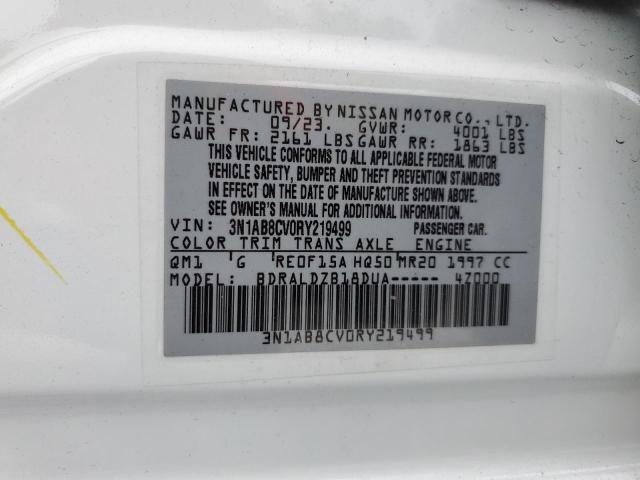 MANUFACTURED BY NISSAN MOTOR CO., LTD.
DATE: 09/23. GVWR: 4001 LBS
GAWR FR: 2161 LBS GAWR RR: 1863 LBS
THIS VEHICLE CONFORMS TO ALL APPLICABLE FEDERAL MOTOR
VEHICLE SAFETY, BUMPER AND THEFT PREVENTION STANDARDS
IN EFFECT ON THE DATE OF MANUFACTURE SHOWN ABOVE.
SEE OWNER'S MANUAL FOR ADDITIONAL INFORMATION.
VIN: 3N1AB8CV0RY219499 PASSENGER CAR.
COLOR TRIM TRANS AXLE ENGINE
QM1 G RE0F15A HQ50 MR20 1997 CC
MODEL: BDRALDZB18DUA----- 4Z000
3N1AB8CV0RY219499